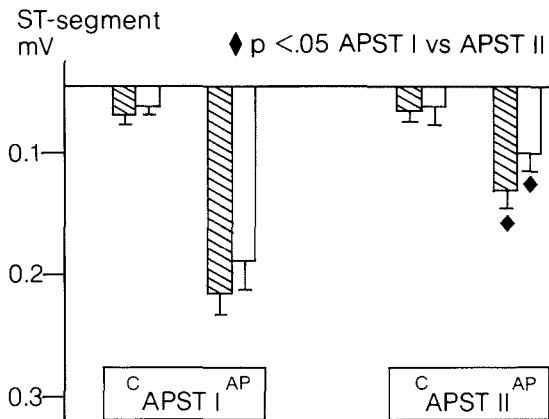 ST-segment
mV
♦ p <.05 APST I vs APST II
0.1
0.2
0.3
C AP
APST I
C AP
APST II